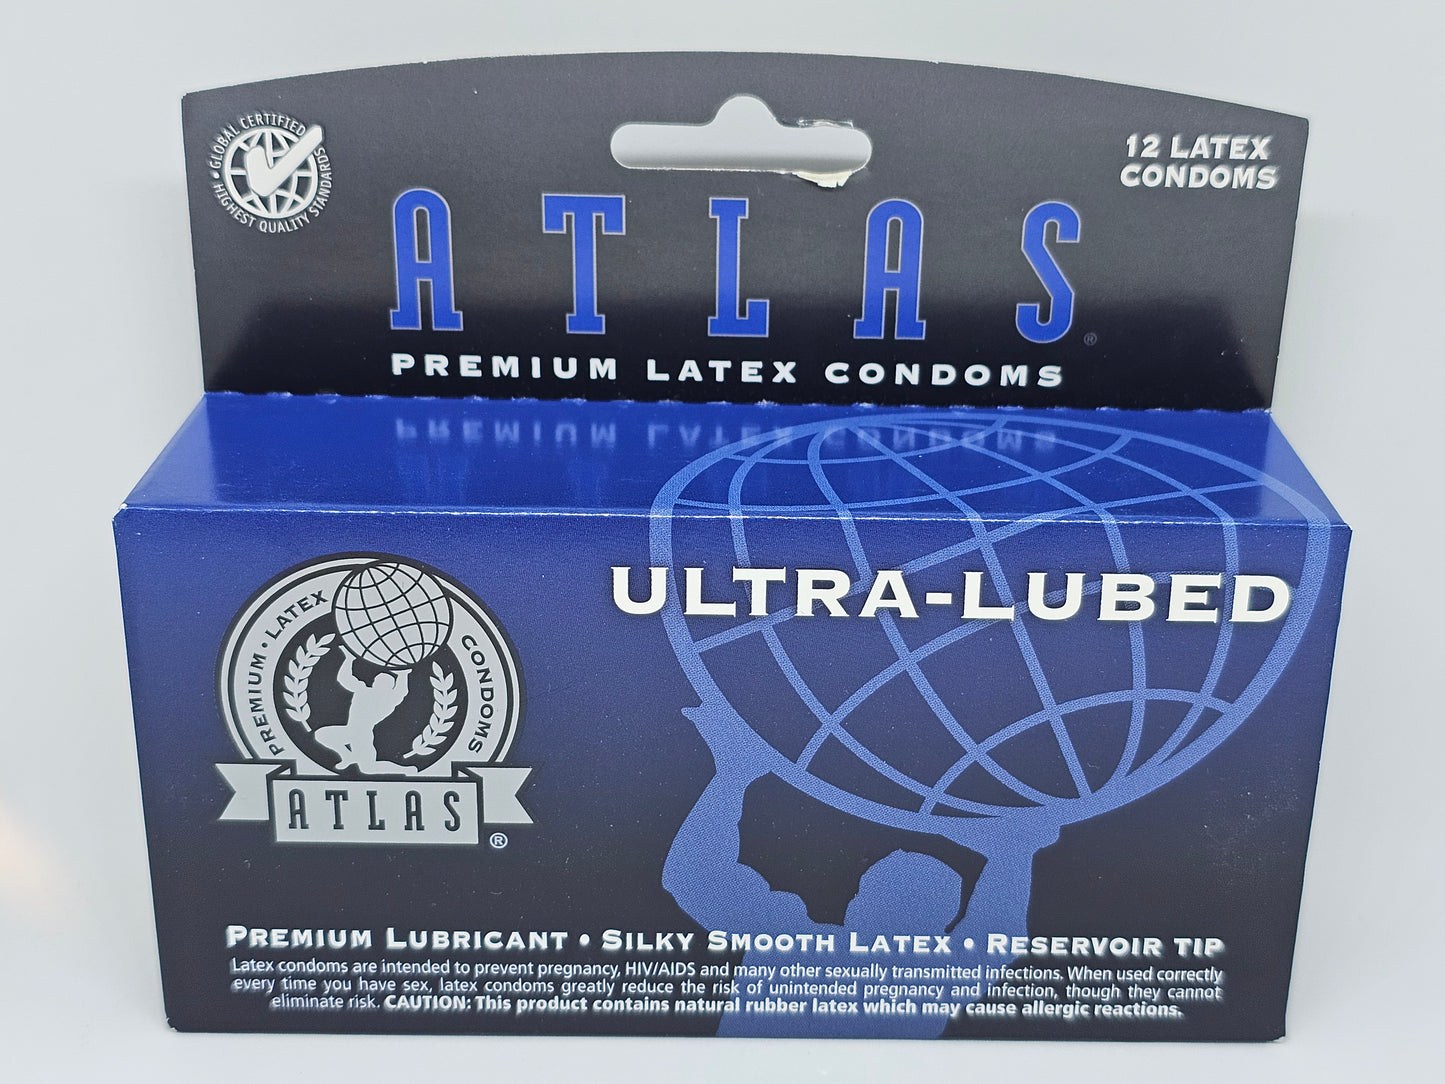 GLOBAL CERTIFIED • HIGHEST QUALITY STANDARDS •
12 LATEX
CONDOMS
ATLAS®
PREMIUM LATEX CONDOMS
PREMIUM LATEX CONDOMS
ULTRA-LUBED
PREMIUM • LATEX CONDOMS
ATLAS®
PREMIUM LUBRICANT • SILKY SMOOTH LATEX • RESERVOIR TIP
Latex condoms are intended to prevent pregnancy, HIV/AIDS and many other sexually transmitted infections. When used correctly
every time you have sex, latex condoms greatly reduce the risk of unintended pregnancy and infection, though they cannot
eliminate risk. CAUTION: This product contains natural rubber latex which may cause allergic reactions.